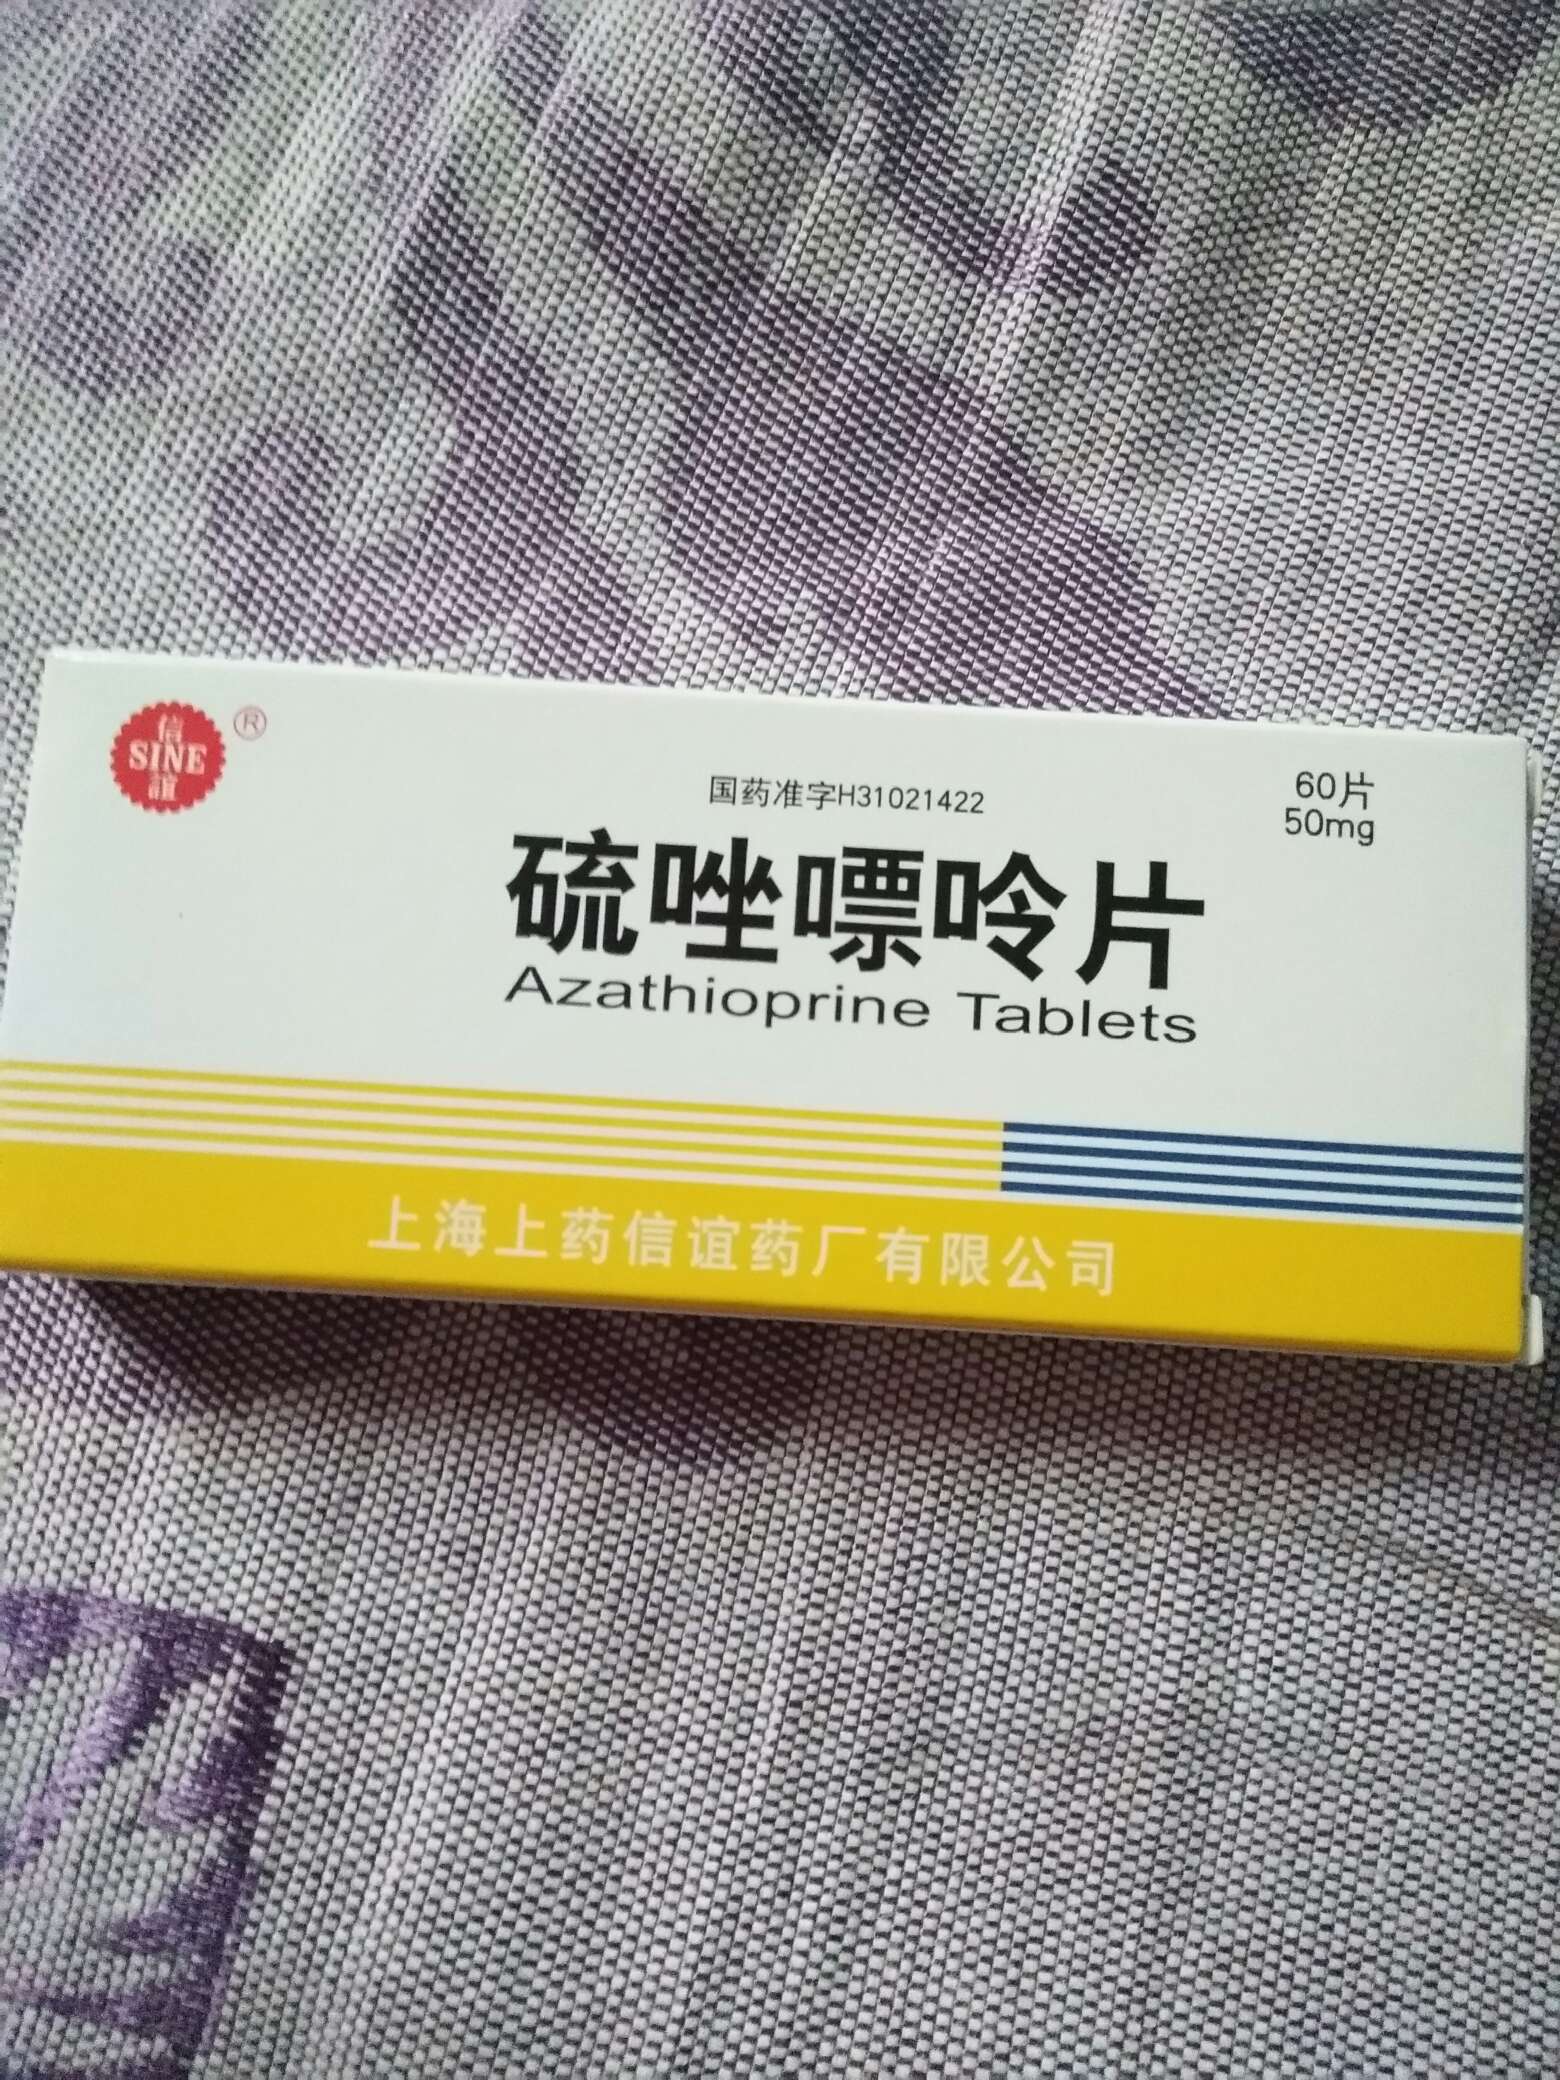 信
SINE
誼
®
国药准字H31021422
60片
50mg
硫唑嘌呤片
Azathioprine Tablets
上海上药信谊药厂有限公司